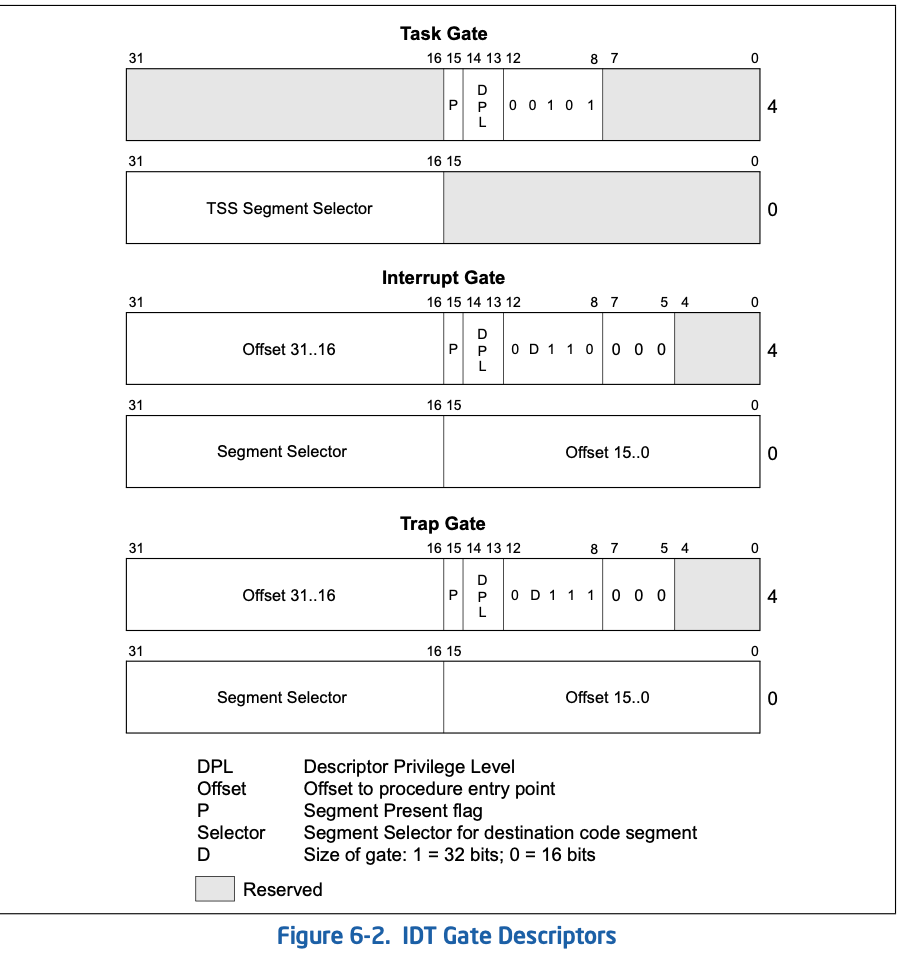 Task Gate
31 16 15 14 13 12 8 7 0
P DPL 0 0 1 0 1 4
31 16 15 0
TSS Segment Selector 0
Interrupt Gate
31 16 15 14 13 12 8 7 5 4 0
Offset 31..16 P DPL 0 D 1 1 0 0 0 0 4
31 16 15 0
Segment Selector Offset 15..0 0
Trap Gate
31 16 15 14 13 12 8 7 5 4 0
Offset 31..16 P DPL 0 D 1 1 1 0 0 0 4
31 16 15 0
Segment Selector Offset 15..0 0
DPL Descriptor Privilege Level
Offset Offset to procedure entry point
P Segment Present flag
Selector Segment Selector for destination code segment
D Size of gate: 1 = 32 bits; 0 = 16 bits
Reserved
Figure 6-2. IDT Gate Descriptors